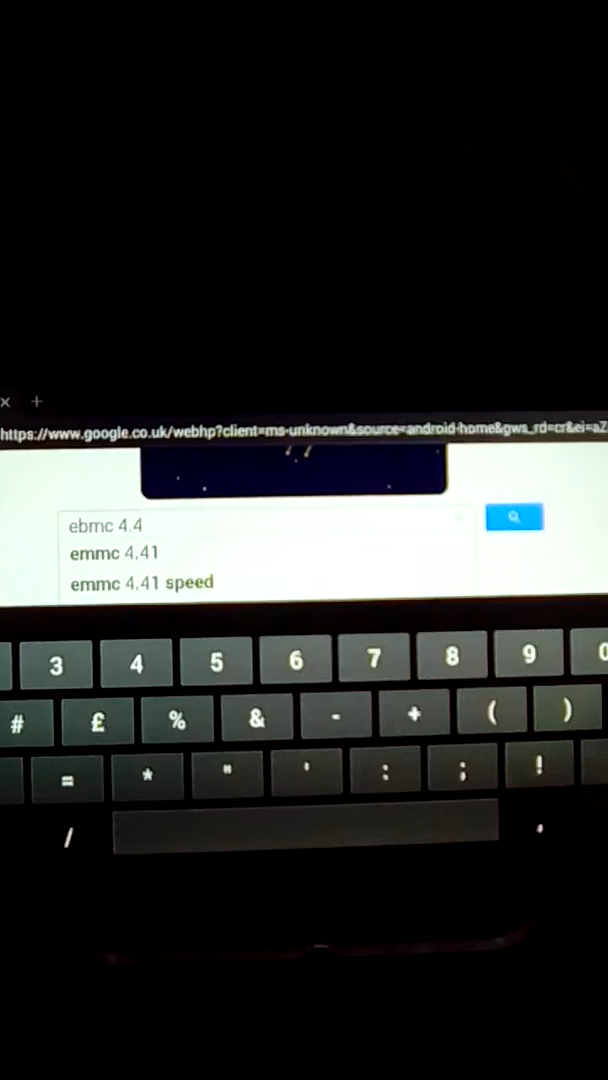 × +
https://www.google.co.uk/webhp?client=ms-unknown&source=android-home&gws_rd=cr&ei=aZ
ebmc 4.4
emmc 4.41
emmc 4.41 speed
3 4 5 6 7 8 9 0
# £ % & - + ( )
= * " ' : ; !
/